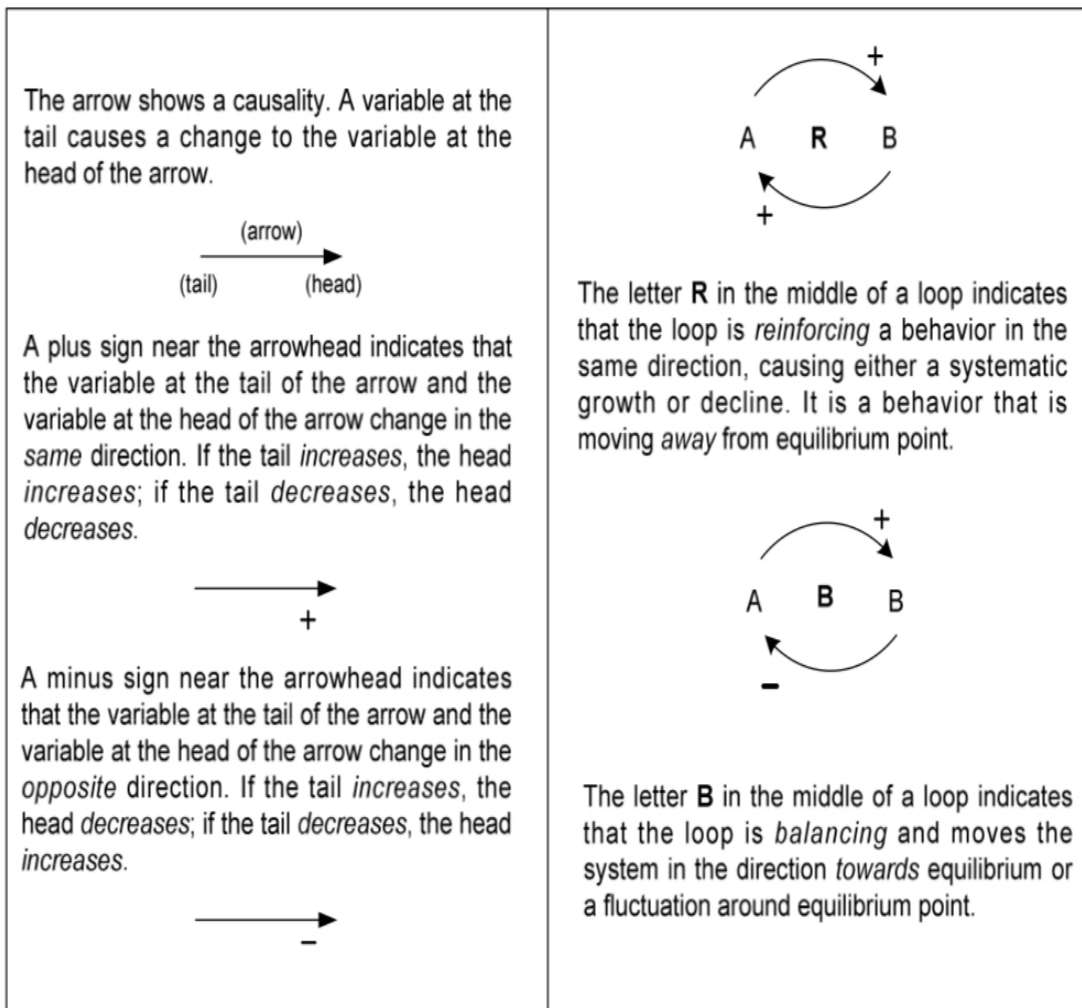 The arrow shows a causality. A variable at the
tail causes a change to the variable at the
head of the arrow.
(arrow)
(tail) (head)
A plus sign near the arrowhead indicates that
the variable at the tail of the arrow and the
variable at the head of the arrow change in the
same direction. If the tail increases, the head
increases; if the tail decreases, the head
decreases.
+
A minus sign near the arrowhead indicates
that the variable at the tail of the arrow and the
variable at the head of the arrow change in the
opposite direction. If the tail increases, the
head decreases; if the tail decreases, the head
increases.
-
+
A R B
+
The letter R in the middle of a loop indicates
that the loop is reinforcing a behavior in the
same direction, causing either a systematic
growth or decline. It is a behavior that is
moving away from equilibrium point.
+
A B B
-
The letter B in the middle of a loop indicates
that the loop is balancing and moves the
system in the direction towards equilibrium or
a fluctuation around equilibrium point.